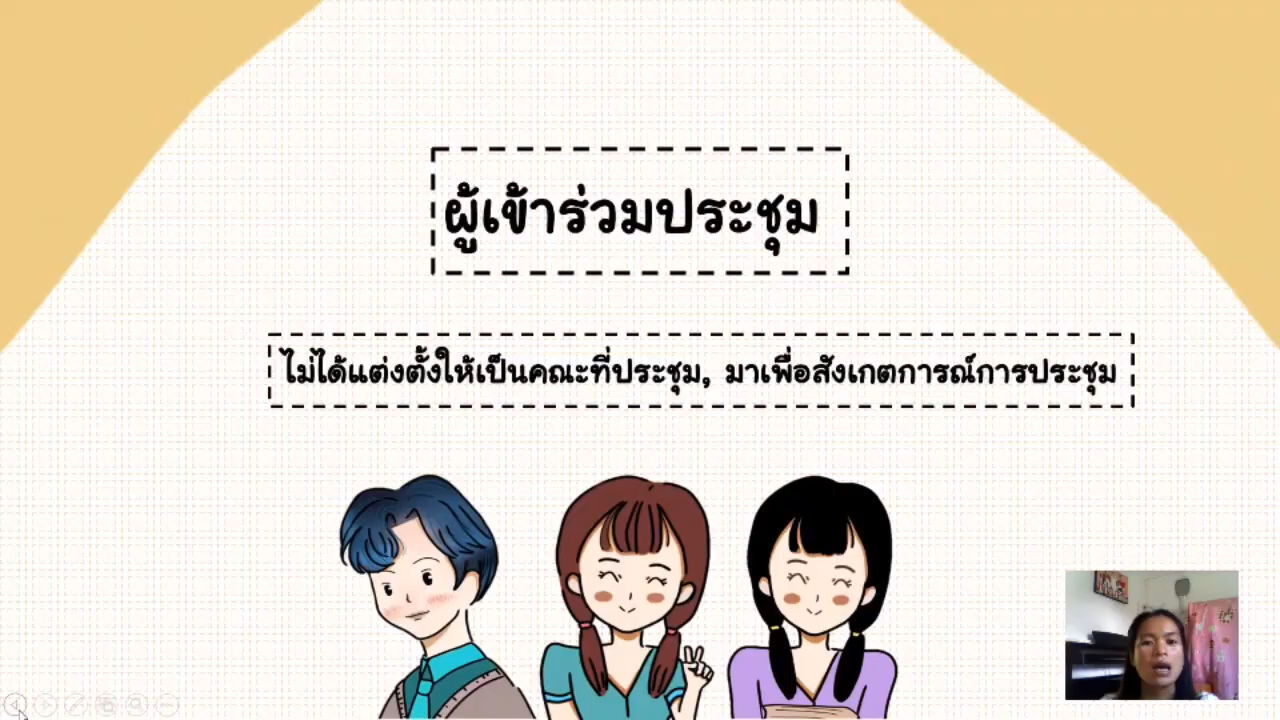 ผู้เข้าร่วมประชุม
ไม่ได้แต่งตั้งให้เป็นคณะที่ประชุม, มาเพื่อสังเกตการณ์การประชุม